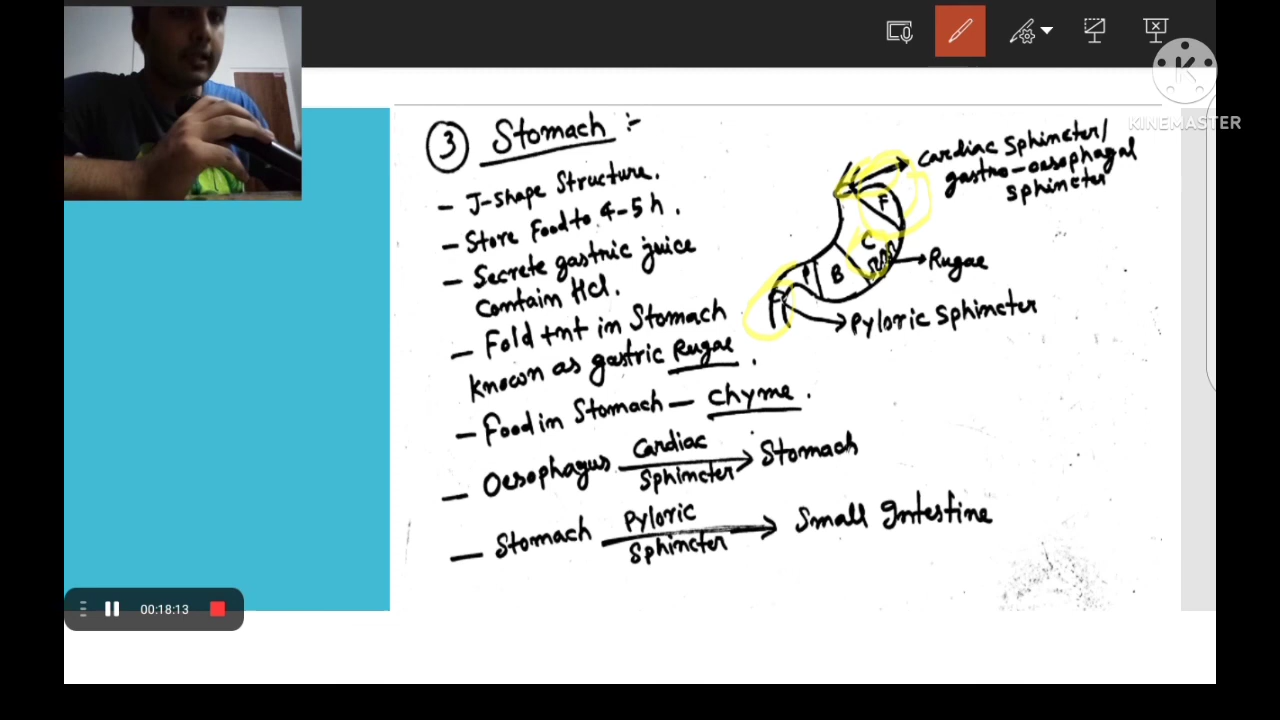 KINEMASTER
③ Stomach :-
- J-shape Structure.
- Store Food to 4-5 h.
- Secrete gastric juice
contain Hcl.
- Fold tnt in Stomach
known as gastric Rugae.
- Food in Stomach - chyme.
- Oesophagus Cardiac Sphincter → Stomach
- Stomach Pyloric Sphincter → Small Intestine
Cardiac Sphincter/
gastro-oesophagal
sphincter
F
C
B
P
Rugae
Pyloric Sphincter
00:18:13